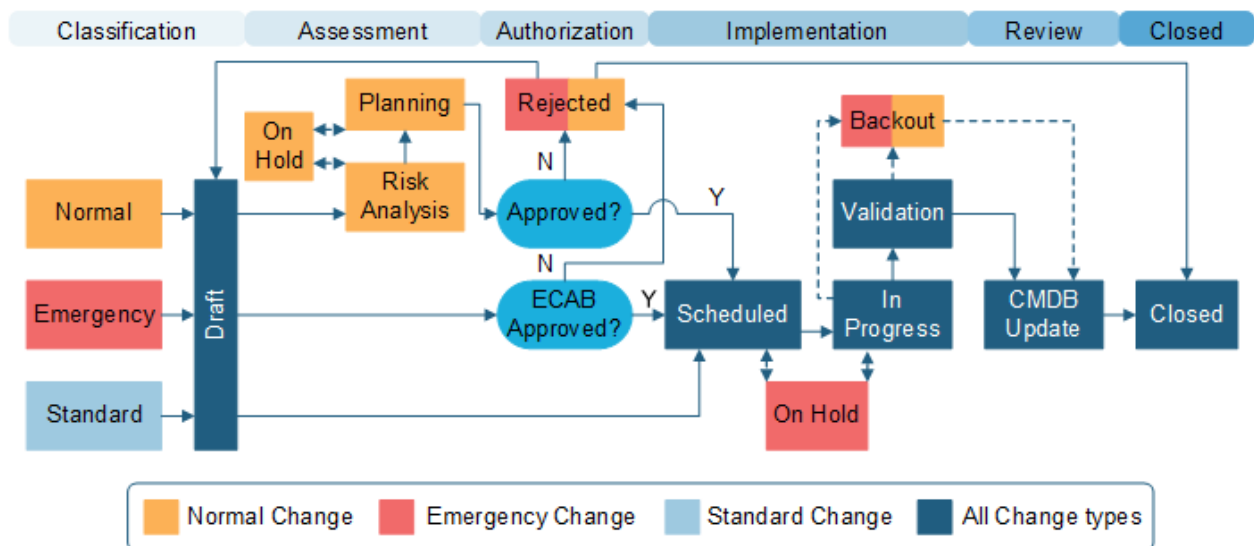 Classification
Assessment
Authorization
Implementation
Review
Closed
Planning
Rejected
Backout
On
Hold
Risk
Analysis
N
Y
Normal
Approved?
Validation
N
Emergency
Draft
ECAB
Approved?
Y
Scheduled
In
Progress
CMDB
Update
Closed
Standard
On Hold
Normal Change
Emergency Change
Standard Change
All Change types